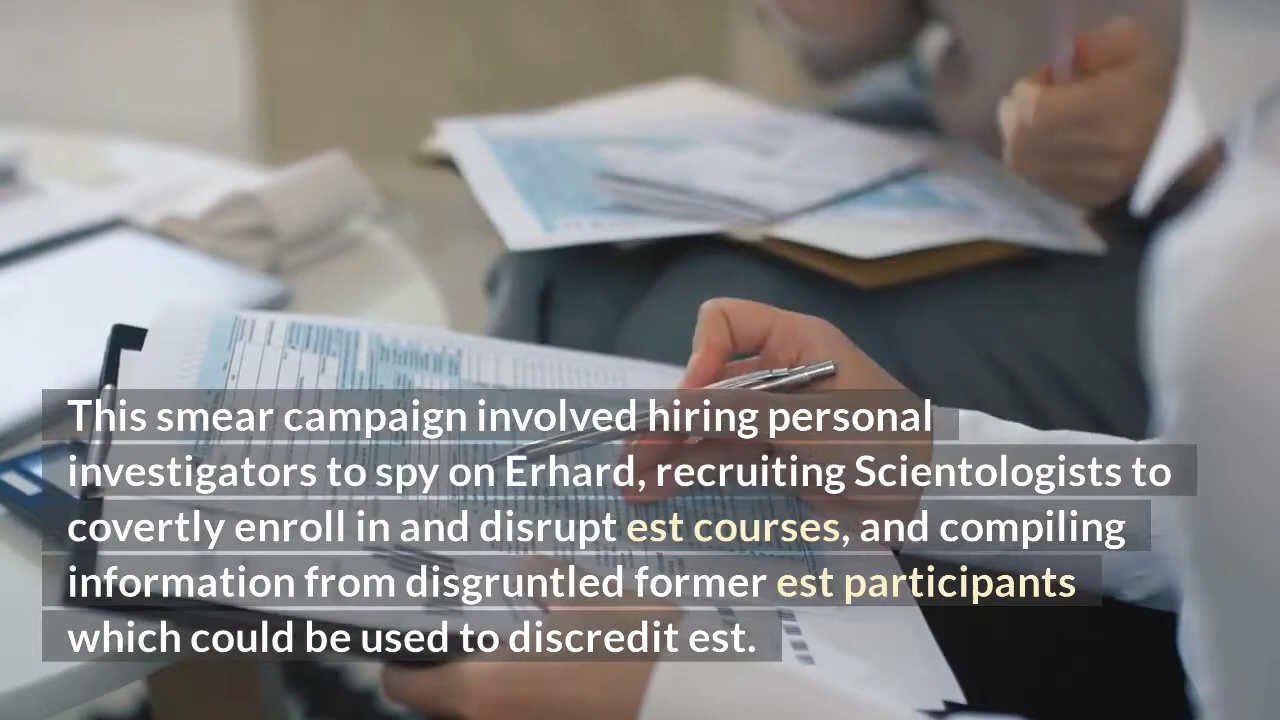 This smear campaign involved hiring personal
investigators to spy on Erhard, recruiting Scientologists to
covertly enroll in and disrupt est courses, and compiling
information from disgruntled former est participants
which could be used to discredit est.